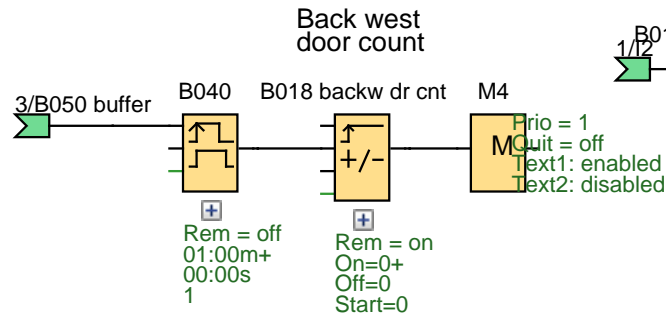 Back west
door count
B01
1/I2
3/B050 buffer
B040
B018 backw dr cnt
M4
+/-
M
Prio = 1
Quit = off
Text1: enabled
Text2: disabled
Rem = off
01:00m+
00:00s
1
Rem = on
On=0+
Off=0
Start=0